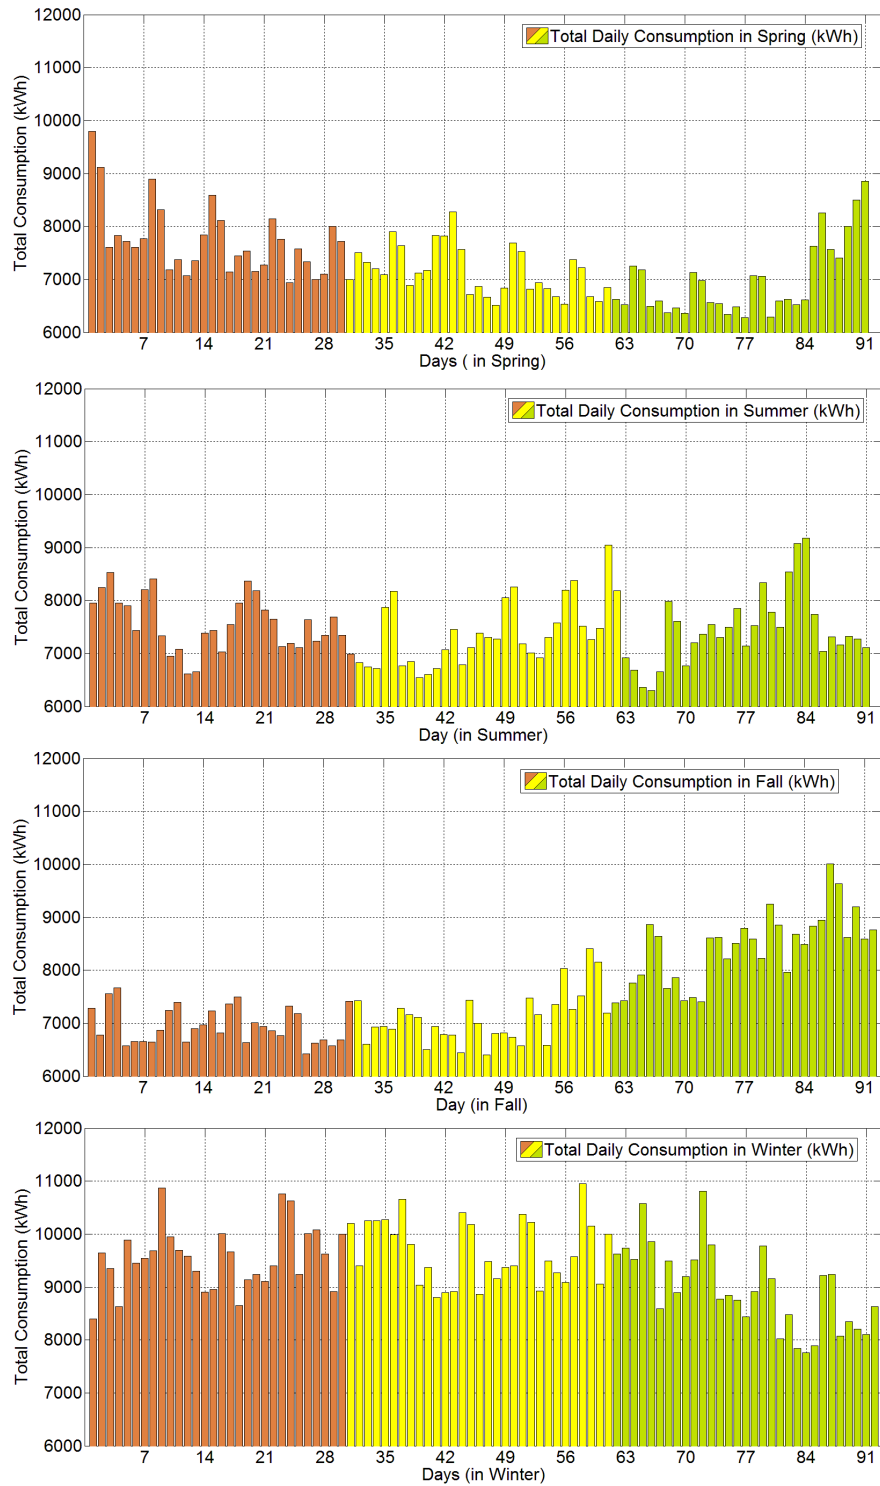 12000
11000
10000
9000
8000
7000
6000
Total Consumption (kWh)
Total Daily Consumption in Spring (kWh)
7 14 21 28 35 42 49 56 63 70 77 84 91
Days ( in Spring)
12000
11000
10000
9000
8000
7000
6000
Total Consumption (kWh)
Total Daily Consumption in Summer (kWh)
7 14 21 28 35 42 49 56 63 70 77 84 91
Day (in Summer)
12000
11000
10000
9000
8000
7000
6000
Total Consumption (kWh)
Total Daily Consumption in Fall (kWh)
7 14 21 28 35 42 49 56 63 70 77 84 91
Day (in Fall)
12000
11000
10000
9000
8000
7000
6000
Total Consumption (kWh)
Total Daily Consumption in Winter (kWh)
7 14 21 28 35 42 49 56 63 70 77 84 91
Days (in Winter)